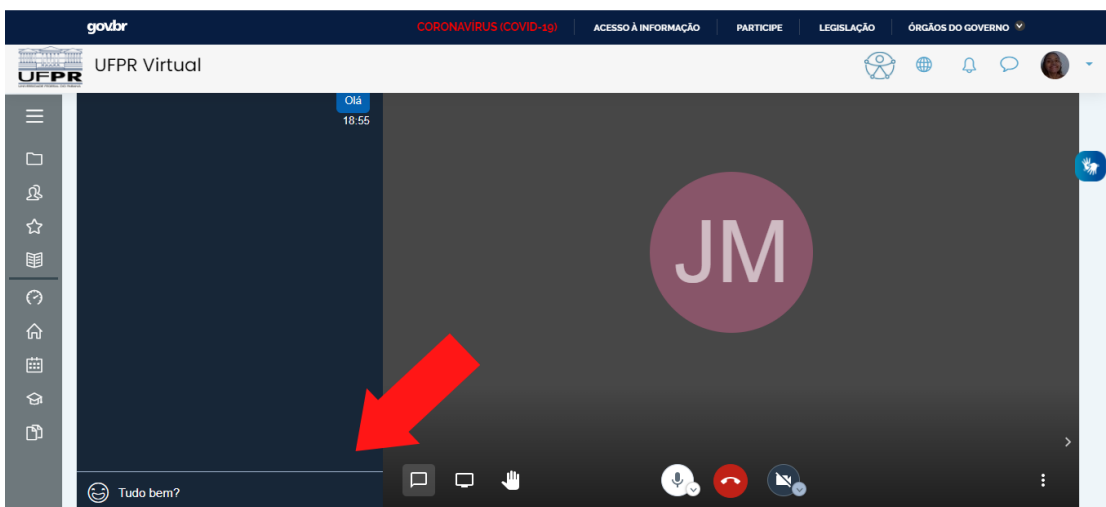 gov.br
CORONAVÍRUS (COVID-19)
ACESSO À INFORMAÇÃO
PARTICIPE
LEGISLAÇÃO
ÓRGÃOS DO GOVERNO
UFPR
UFPR Virtual
Olá
18:55
JM
Tudo bem?